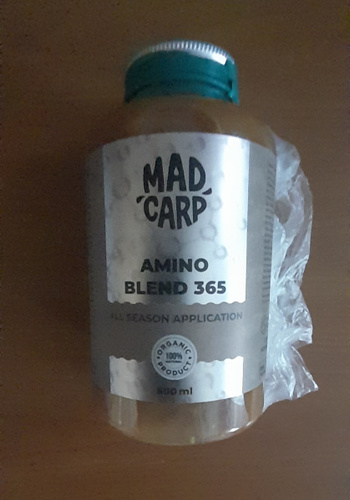 MAD
CARP
AMINO
BLEND 365
ALL SEASON APPLICATION
ORGANIC
100%
PRODUCT
500 ml